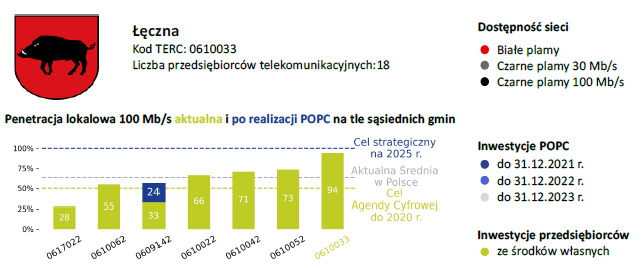 Łęczna
Kod TERC: 0610033
Liczba przedsiębiorców telekomunikacyjnych:18
Dostępność sieci
Białe plamy
Czarne plamy 30 Mb/s
Czarne plamy 100 Mb/s
Penetracja lokalowa 100 Mb/s aktualna i po realizacji POPC na tle sąsiednich gmin
100%
75%
50%
25%
0%
28
55
24
33
66
71
73
94
0617022
0610062
0609142
0610022
0610042
0610052
0610033
Cel strategiczny
na 2025 r.
Aktualna Średnia
w Polsce
Cel
Agendy Cyfrowej
do 2020 r.
Inwestycje POPC
do 31.12.2021 r.
do 31.12.2022 r.
do 31.12.2023 r.
Inwestycje przedsiębiorców
ze środków własnych